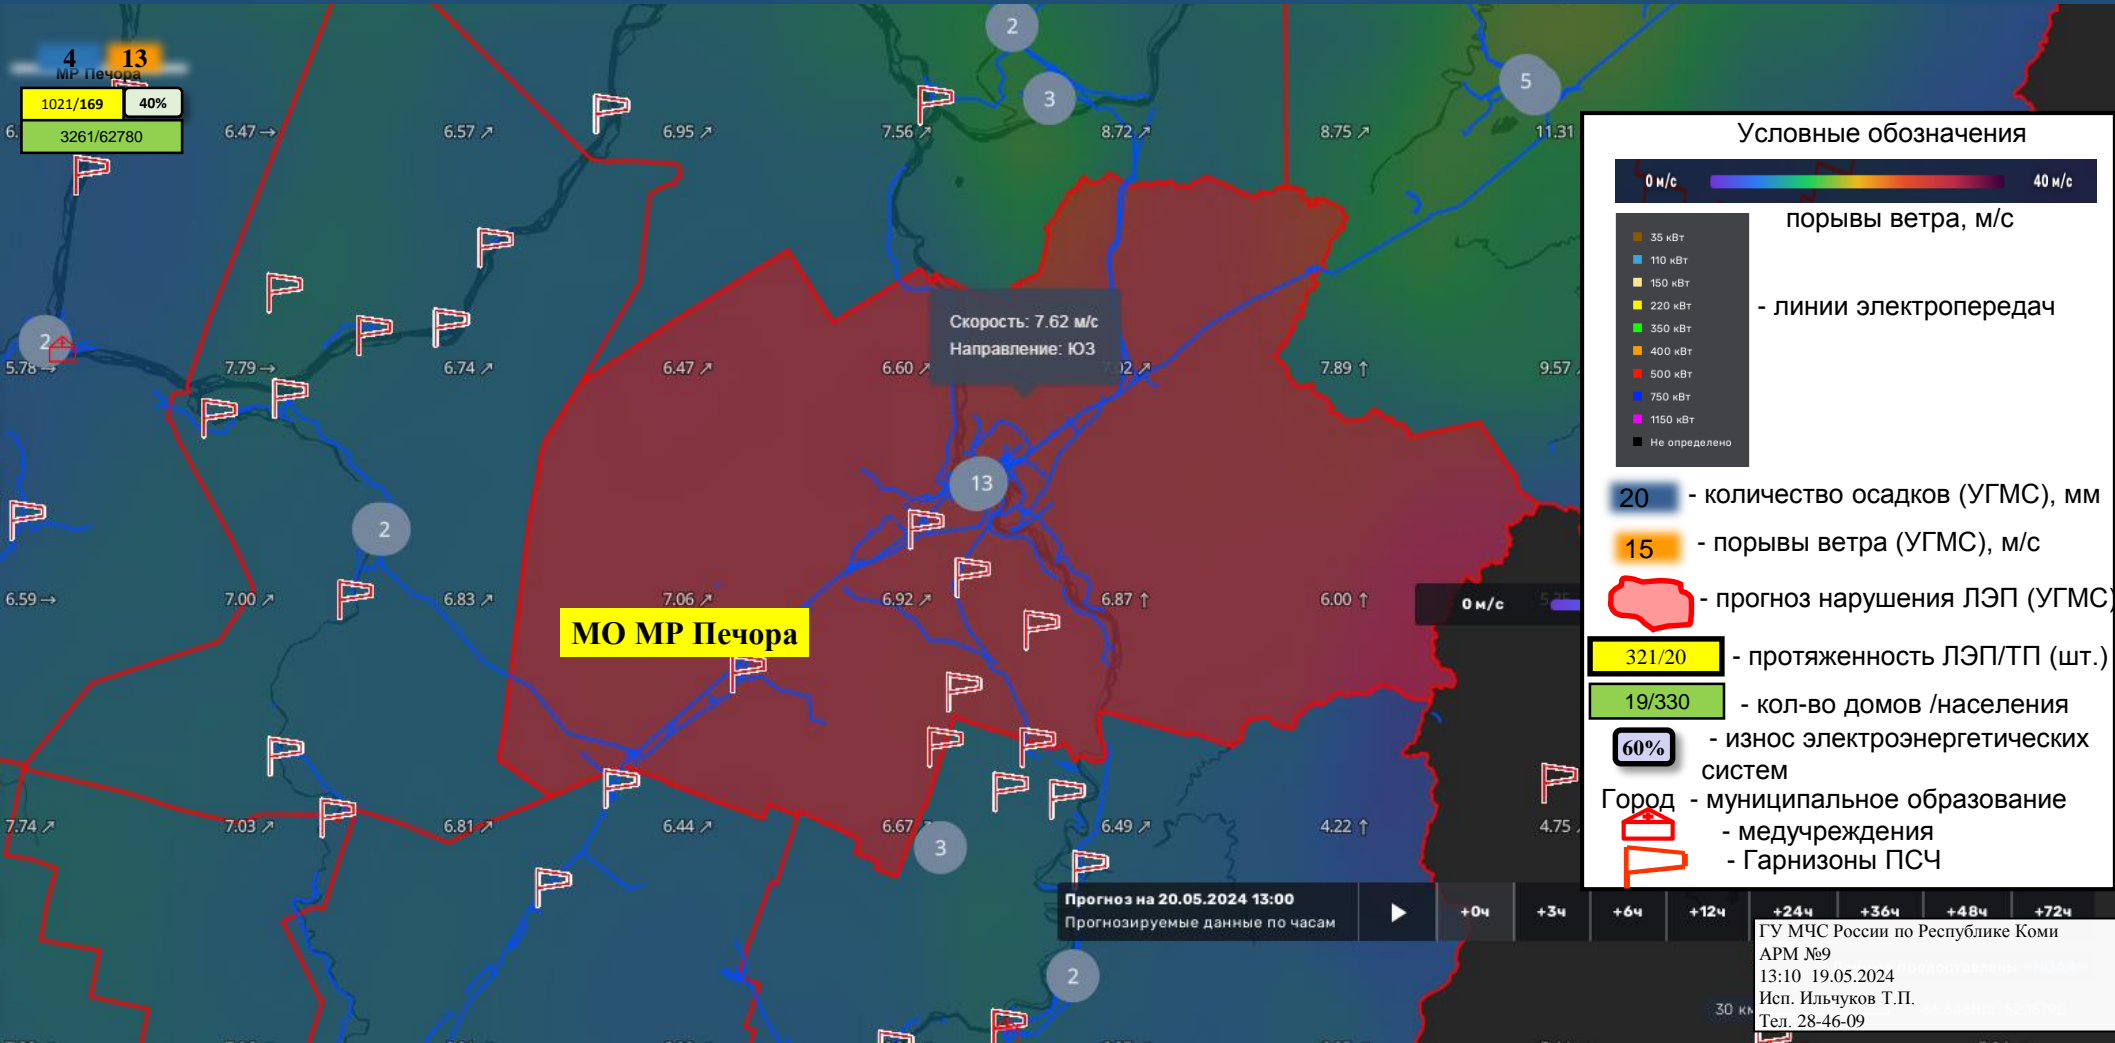 2
4 13
МР Печора
1021/169 40%
3261/62780
5
3
6.47→ 6.57↗ 6.95↗ 7.56↗ 8.72↗ 8.75↗ 11.31
Условные обозначения
0 м/с 40 м/с
порывы ветра, м/с
35 кВт
110 кВт
150 кВт
220 кВт
- линии электропередач
350 кВт
400 кВт
500 кВт
750 кВт
1150 кВт
Не определено
Скорость: 7.62 м/с
Направление: ЮЗ
2
5.78→ 7.79→ 6.74↗ 6.47↗ 6.60↗ 7.02↗ 7.89↑ 9.57
13
2
20 - количество осадков (УГМС), мм
15 - порывы ветра (УГМС), м/с
6.59→ 7.00↗ 6.83↗ 7.06↗ 6.92↗ 6.87↑ 6.00↑
0 м/с
- прогноз нарушения ЛЭП (УГМС)
МО МР Печора
321/20 - протяженность ЛЭП/ТП (шт.)
19/330 - кол-во домов /населения
60% - износ электроэнергетических
систем
Город - муниципальное образование
- медучреждения
- Гарнизоны ПСЧ
7.74↗ 7.03↗ 6.81↗ 6.44↗ 6.67↗ 6.49↗ 4.22↑ 4.75
3
Прогноз на 20.05.2024 13:00
Прогнозируемые данные по часам
+0ч +3ч +6ч +12ч +24ч +36ч +48ч +72ч
2
ГУ МЧС России по Республике Коми
АРМ №9
13:10 19.05.2024
Исп. Ильчуков Т.П.
Тел. 28-46-09
30 км